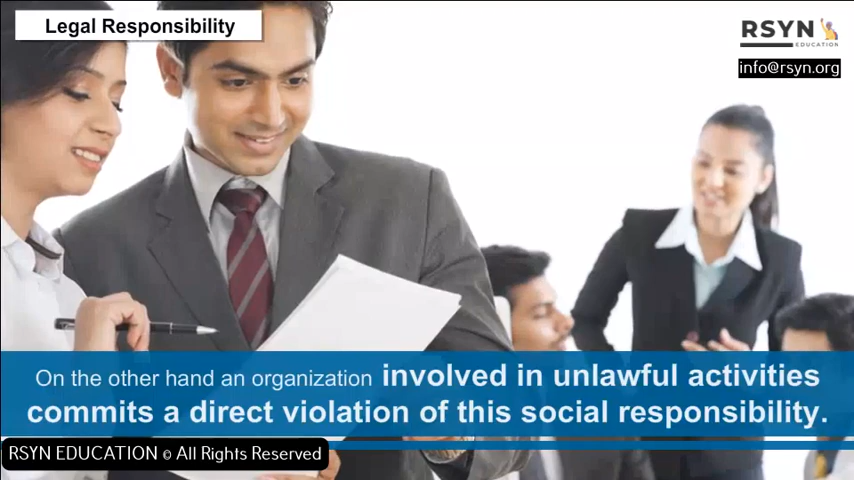 Legal Responsibility
RSYN
EDUCATION
info@rsyn.org
On the other hand an organization involved in unlawful activities
commits a direct violation of this social responsibility.
RSYN EDUCATION © All Rights Reserved